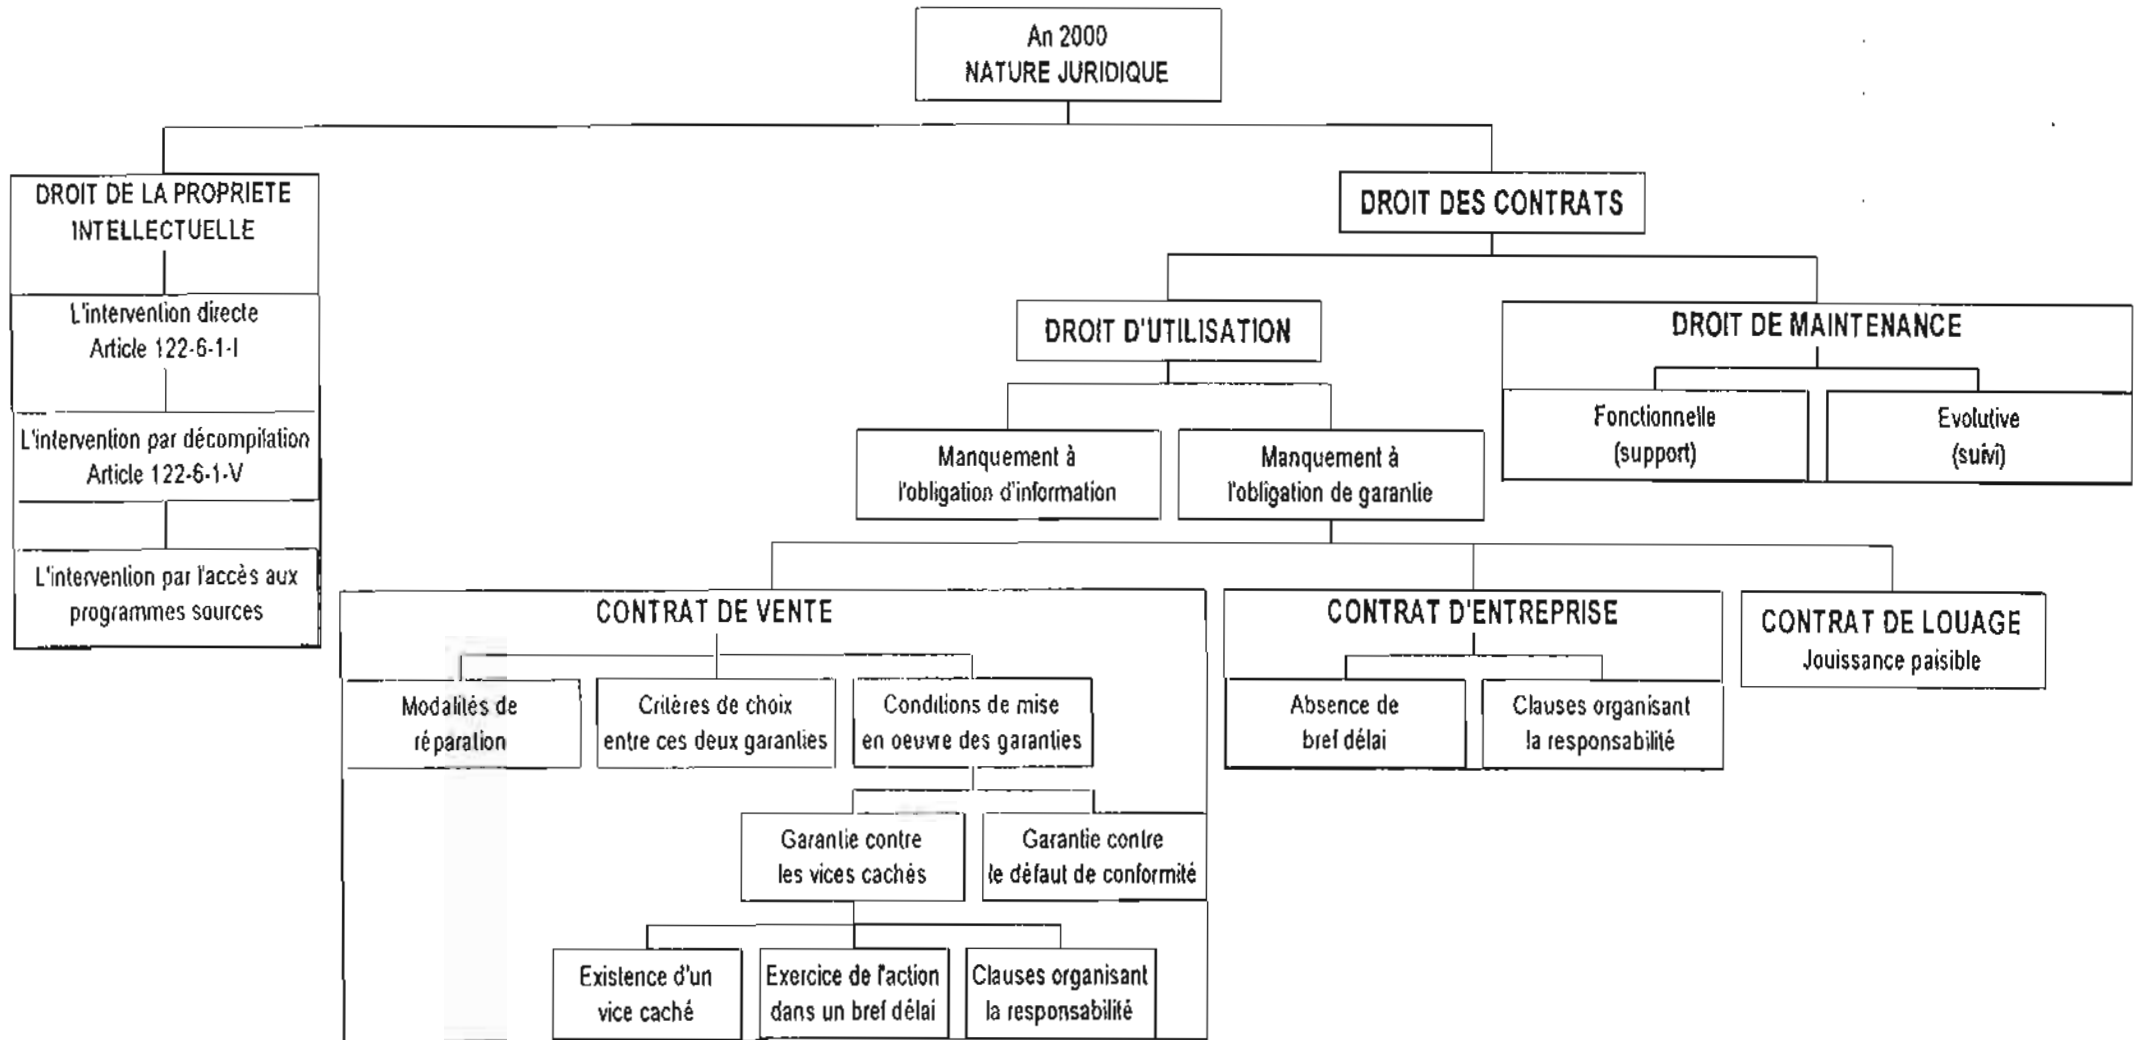 An 2000
NATURE JURIDIQUE
DROIT DE LA PROPRIETE
INTELLECTUELLE
L'intervention directe
Article 122-6-1-I
L'intervention par décompilation
Article 122-6-1-V
L'intervention par l'accès aux
programmes sources
DROIT DES CONTRATS
DROIT D'UTILISATION
DROIT DE MAINTENANCE
Fonctionnelle
(support)
Evolutive
(suivi)
Manquement à
l'obligation d'information
Manquement à
l'obligation de garantie
CONTRAT DE VENTE
Modalités de
réparation
Critères de choix
entre ces deux garanties
Conditions de mise
en oeuvre des garanties
Garantie contre
les vices cachés
Garantie contre
le défaut de conformité
Existence d'un
vice caché
Exercice de l'action
dans un bref délai
Clauses organisant
la responsabilité
CONTRAT D'ENTREPRISE
Absence de
bref délai
Clauses organisant
la responsabilité
CONTRAT DE LOUAGE
Jouissance paisible